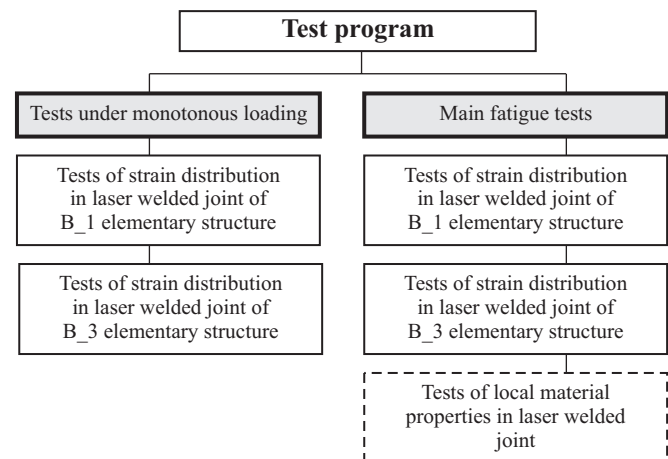 Test program
Tests under monotonous loading
Main fatigue tests
Tests of strain distribution
in laser welded joint of
B_1 elementary structure
Tests of strain distribution
in laser welded joint of
B_1 elementary structure
Tests of strain distribution
in laser welded joint of
B_3 elementary structure
Tests of strain distribution
in laser welded joint of
B_3 elementary structure
Tests of local material
properties in laser welded
joint